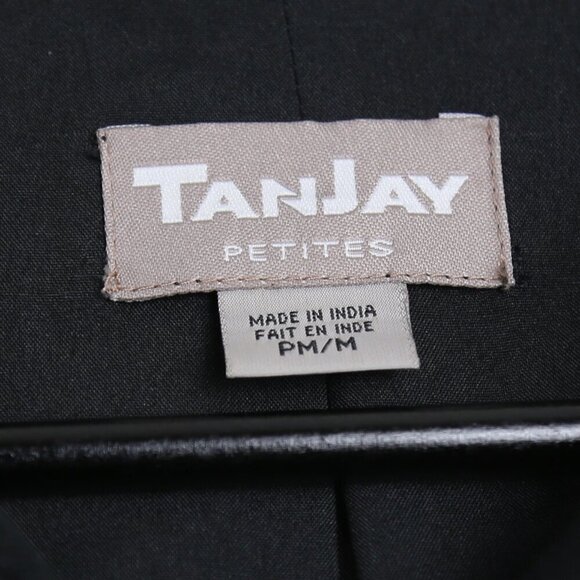 TANJAY
PETITES
MADE IN INDIA
FAIT EN INDE
PM/M